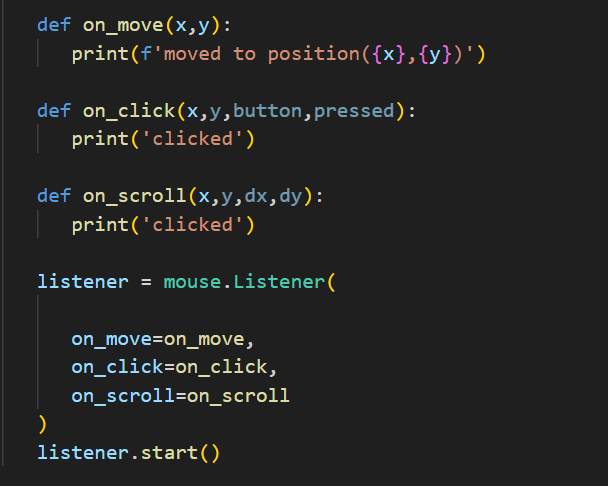 def on_move(x,y):
print(f'moved to position({x},{y})')
def on_click(x,y,button,pressed):
print('clicked')
def on_scroll(x,y,dx,dy):
print('clicked')
listener = mouse.Listener(
on_move=on_move,
on_click=on_click,
on_scroll=on_scroll
)
listener.start()